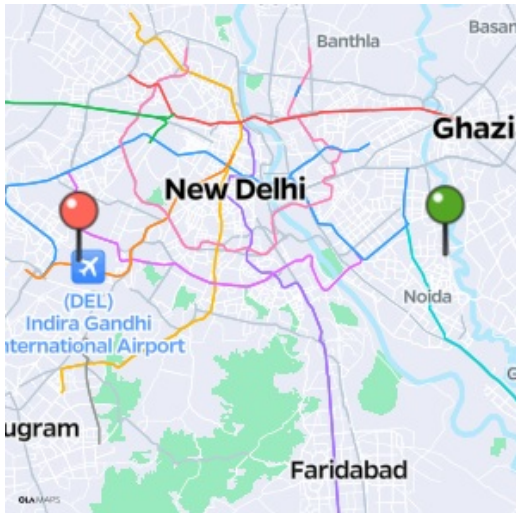 Banthla
Basan
Ghazi
New Delhi
(DEL)
Indira Gandhi
nternational Airport
Noida
G
ugram
Faridabad
OLA MAPS